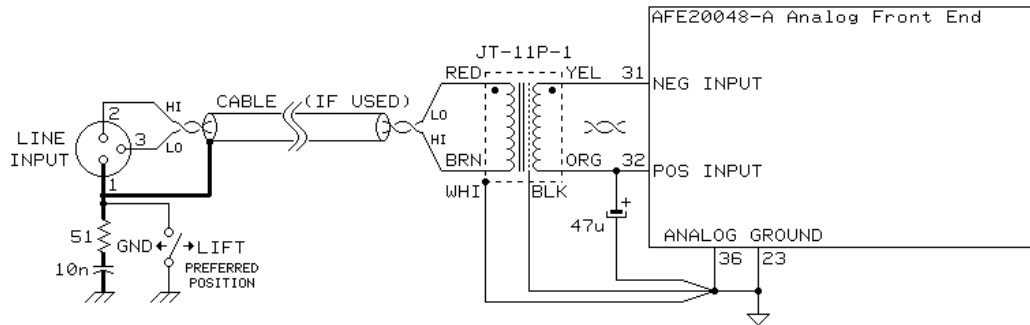 AFE20048-A Analog Front End
JT-11P-1
RED
YEL
31
NEG INPUT
2
HI
CABLE (IF USED)
LO
3
LINE
INPUT
LO
HI
1
BRN
ORG
32
POS INPUT
WHI
BLK
+
47u
51
GND
LIFT
PREFERRED
POSITION
10n
ANALOG GROUND
36
23